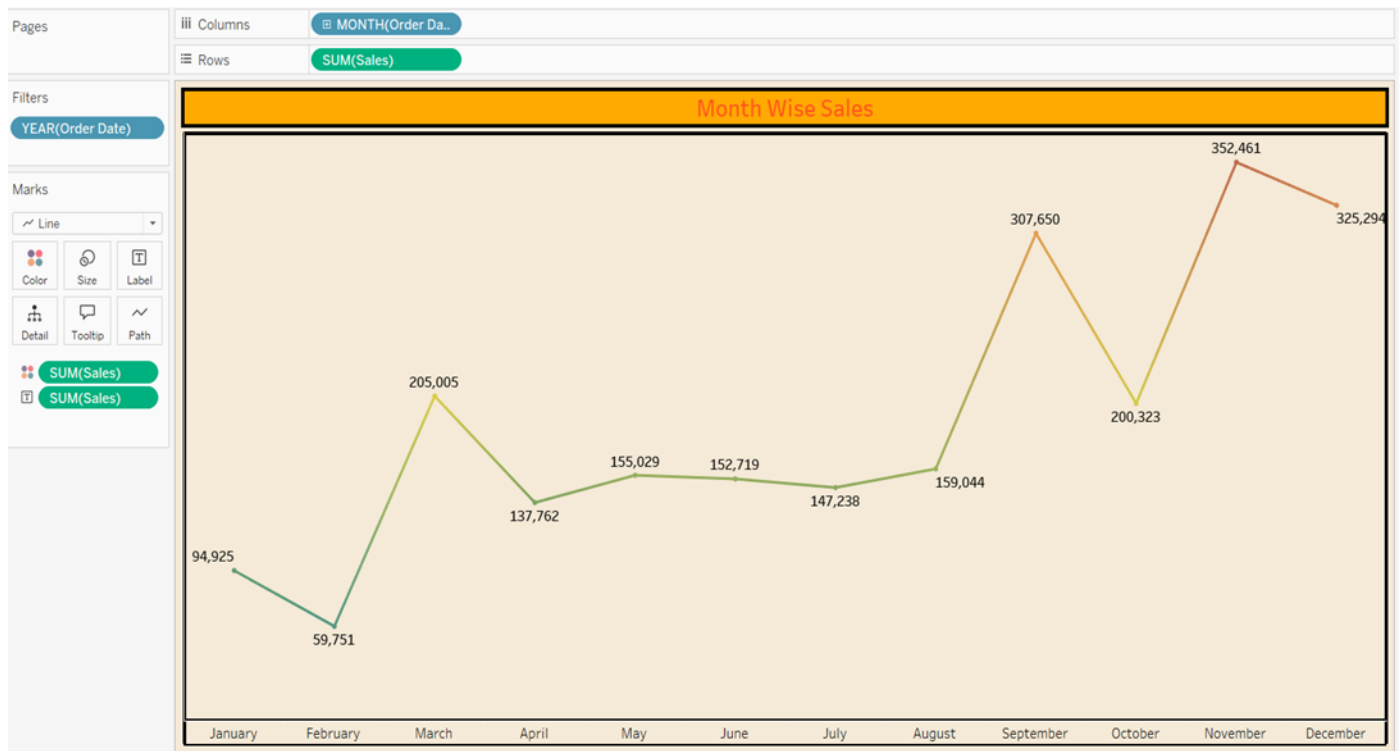 Pages
Columns
MONTH(Order Da..
Rows
SUM(Sales)
Filters
YEAR(Order Date)
Marks
Line
Color
Size
Label
Detail
Tooltip
Path
SUM(Sales)
SUM(Sales)
Month Wise Sales
94,925
59,751
205,005
137,762
155,029
152,719
147,238
159,044
307,650
200,323
352,461
325,294
January February March April May June July August September October November December